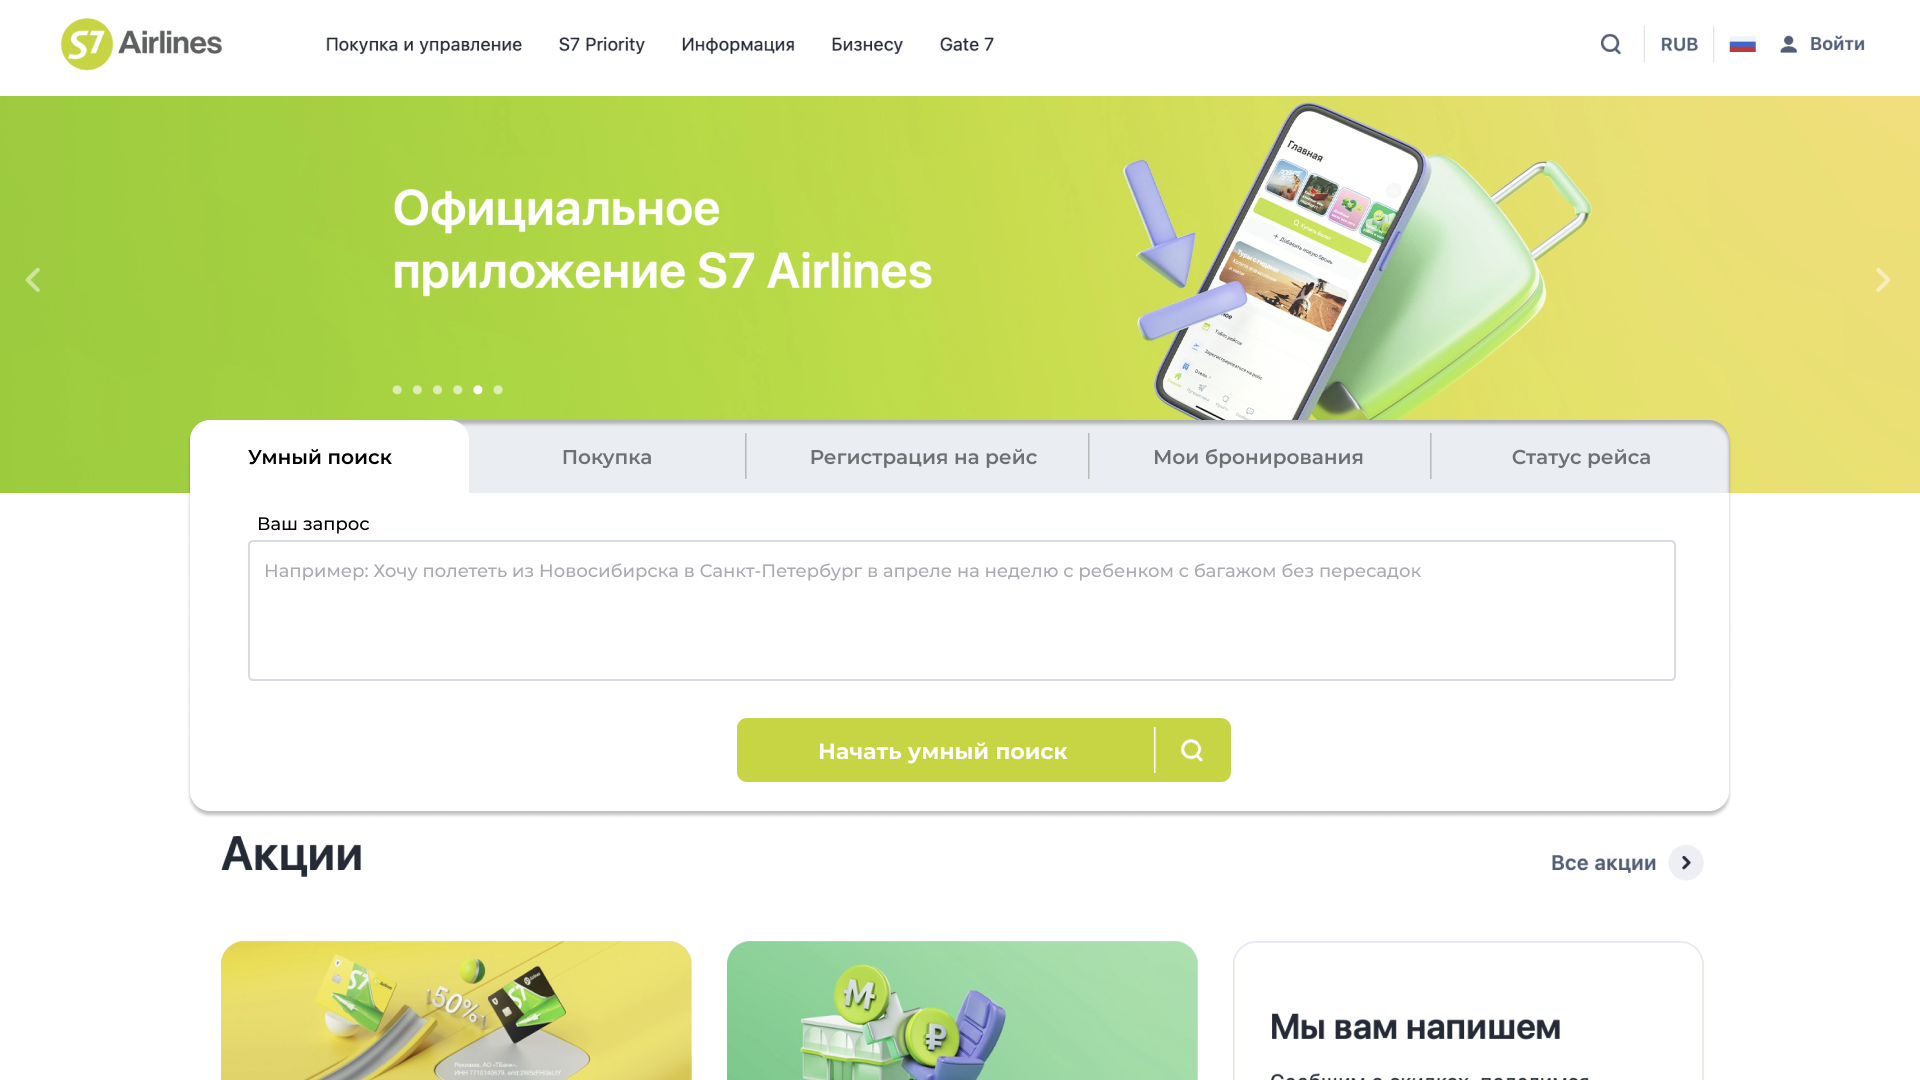 S7 Airlines
Покупка и управление
S7 Priority
Информация
Бизнесу
Gate 7
RUB
Войти
Официальное
приложение S7 Airlines
Главная
Умный поиск
Покупка
Регистрация на рейс
Мои бронирования
Статус рейса
Ваш запрос
Например: Хочу полететь из Новосибирска в Санкт-Петербург в апреле на неделю с ребенком с багажом без пересадок
Начать умный поиск
Акции
Все акции
S7
50%
S7
М
₽
Мы вам напишем